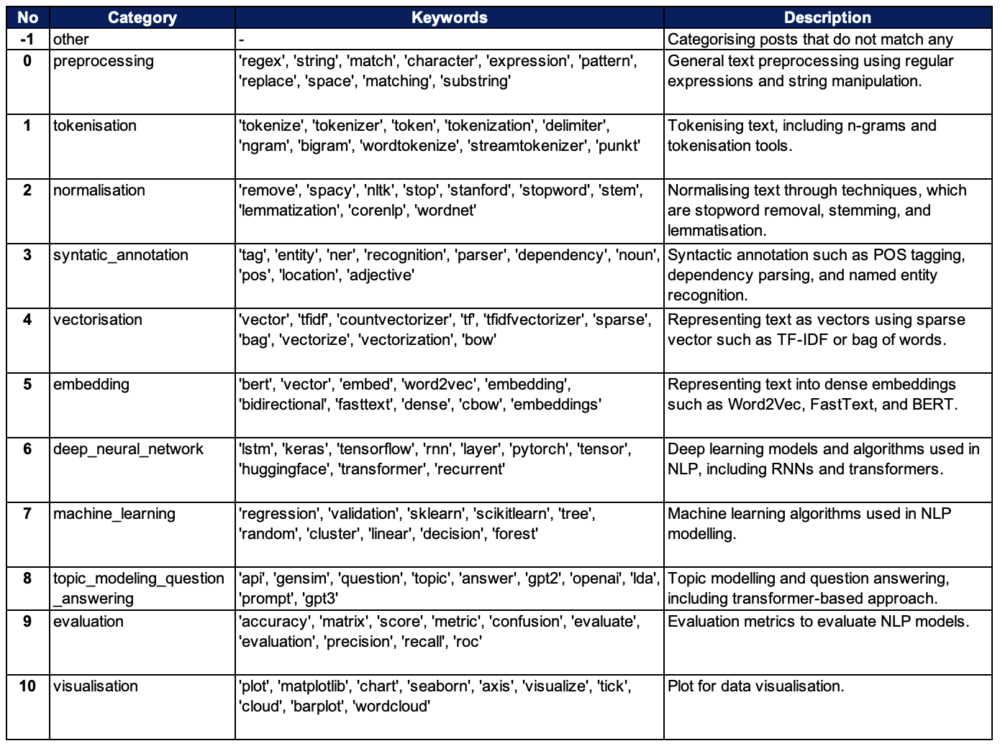 No Category Keywords Description
-1 other - Categorising posts that do not match any
0 preprocessing 'regex', 'string', 'match', 'character', 'expression', 'pattern', General text preprocessing using regular
'replace', 'space', 'matching', 'substring' expressions and string manipulation.
1 tokenisation 'tokenize', 'tokenizer', 'token', 'tokenization', 'delimiter', Tokenising text, including n-grams and
'ngram', 'bigram', 'wordtokenize', 'streamtokenizer', 'punkt' tokenisation tools.
2 normalisation 'remove', 'spacy', 'nltk', 'stop', 'stanford', 'stopword', 'stem', Normalising text through techniques, which
'lemmatization', 'corenlp', 'wordnet' are stopword removal, stemming, and
lemmatisation.
3 syntatic_annotation 'tag', 'entity', 'ner', 'recognition', 'parser', 'dependency', 'noun', Syntactic annotation such as POS tagging,
'pos', 'location', 'adjective' dependency parsing, and named entity
recognition.
4 vectorisation 'vector', 'tfidf', 'countvectorizer', 'tf', 'tfidfvectorizer', 'sparse', Representing text as vectors using sparse
'bag', 'vectorize', 'vectorization', 'bow' vector such as TF-IDF or bag of words.
5 embedding 'bert', 'vector', 'embed', 'word2vec', 'embedding', Representing text into dense embeddings
'bidirectional', 'fasttext', 'dense', 'cbow', 'embeddings' such as Word2Vec, FastText, and BERT.
6 deep_neural_network 'lstm', 'keras', 'tensorflow', 'rnn', 'layer', 'pytorch', 'tensor', Deep learning models and algorithms used in
'huggingface', 'transformer', 'recurrent' NLP, including RNNs and transformers.
7 machine_learning 'regression', 'validation', 'sklearn', 'scikitlearn', 'tree', Machine learning algorithms used in NLP
'random', 'cluster', 'linear', 'decision', 'forest' modelling.
8 topic_modeling_question 'api', 'gensim', 'question', 'topic', 'answer', 'gpt2', 'openai', 'lda', Topic modelling and question answering,
_answering 'prompt', 'gpt3' including transformer-based approach.
9 evaluation 'accuracy', 'matrix', 'score', 'metric', 'confusion', 'evaluate', Evaluation metrics to evaluate NLP models.
'evaluation', 'precision', 'recall', 'roc'
10 visualisation 'plot', 'matplotlib', 'chart', 'seaborn', 'axis', 'visualize', 'tick', Plot for data visualisation.
'cloud', 'barplot', 'wordcloud'